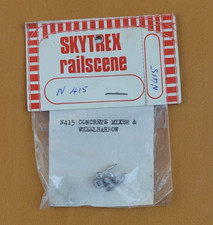 SKYTREX
railscene
N 415
N415
N415 CONCRETE MIXER &
WHEELBARROW